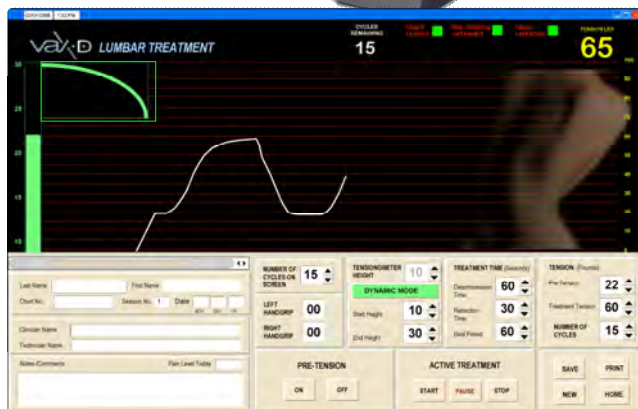 VAX-D LUMBAR TREATMENT
CYCLES REMAINING
15
TENSION LBS
65
30
25
20
15
10
Last Name
First Name
Chart No.
Session No. 1
Date
Clinician Name
Technician Name
Notes/Comments
Pain Level Today
NUMBER OF CYCLES ON SCREEN
15
LEFT HANDGRIP
00
RIGHT HANDGRIP
00
TENSIONOMETER HEIGHT
10
DYNAMIC MODE
Start Height
10
End Height
30
TREATMENT TIME (Seconds)
Decompression Time
60
Retraction Time
30
Rest Period
60
TENSION (Pounds)
Pre-Tension
22
Treatment Tension
60
NUMBER OF CYCLES
15
PRE-TENSION
ON
OFF
ACTIVE TREATMENT
START
PAUSE
STOP
SAVE
PRINT
NEW
HOME